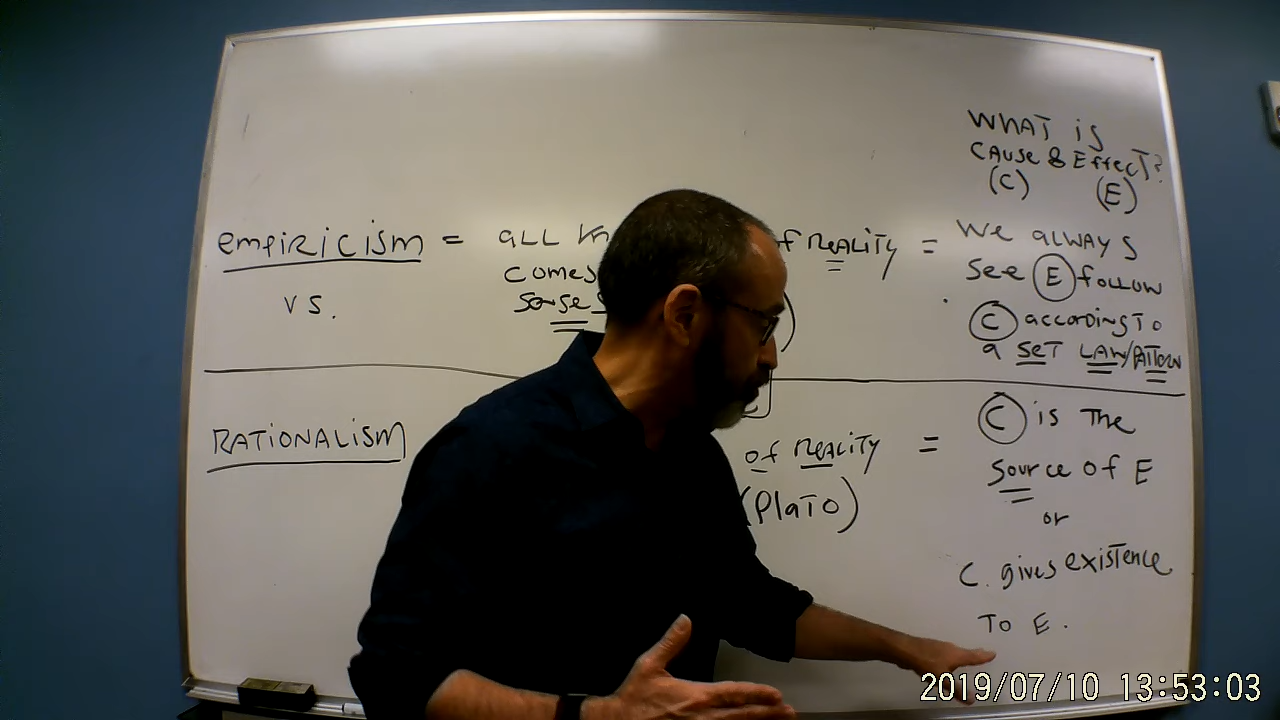 WHAT is
CAUSE & EFFECT?
(C) (E)
empiricism = ALL of REALITY = We always
comes see E follow
vs. sense C according To
a SET LAW/PATTERN
RATIONALISM of REALITY = C is The
(Plato) Source of E
or
C. gives existence
To E.
2019/07/10 13:53:03